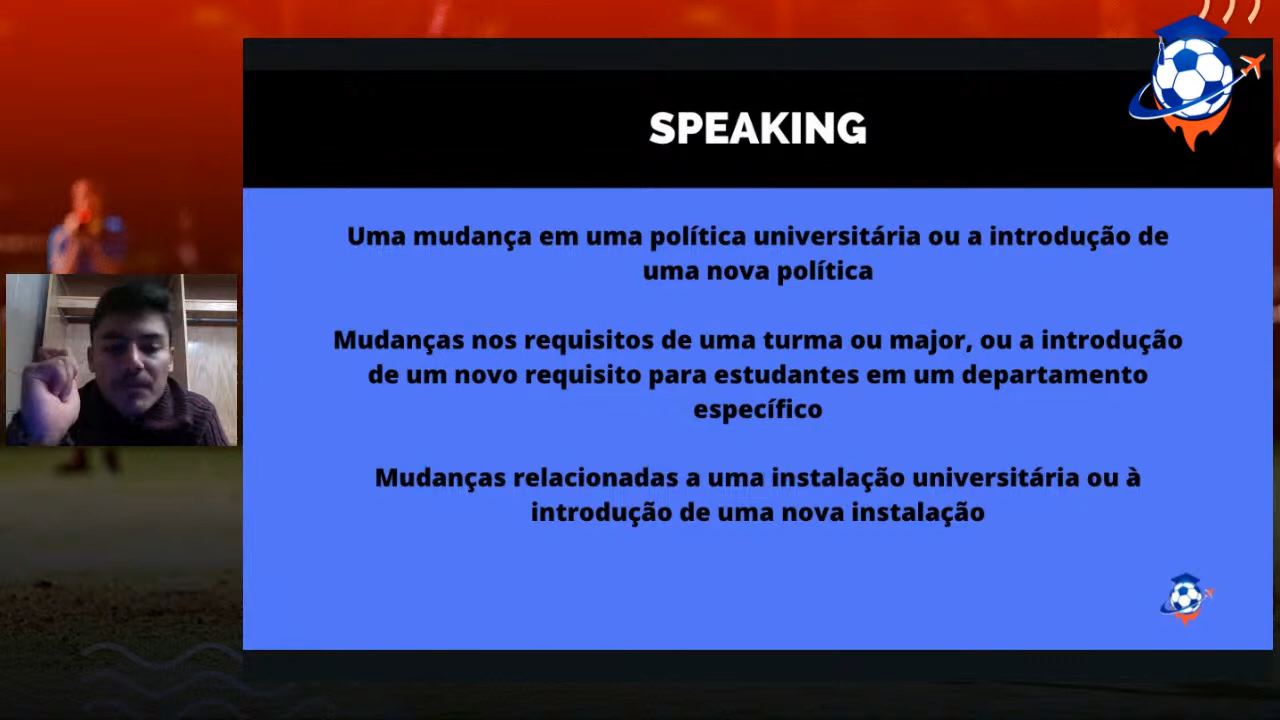 SPEAKING
Uma mudança em uma política universitária ou a introdução de
uma nova política
Mudanças nos requisitos de uma turma ou major, ou a introdução
de um novo requisito para estudantes em um departamento
específico
Mudanças relacionadas a uma instalação universitária ou à
introdução de uma nova instalação